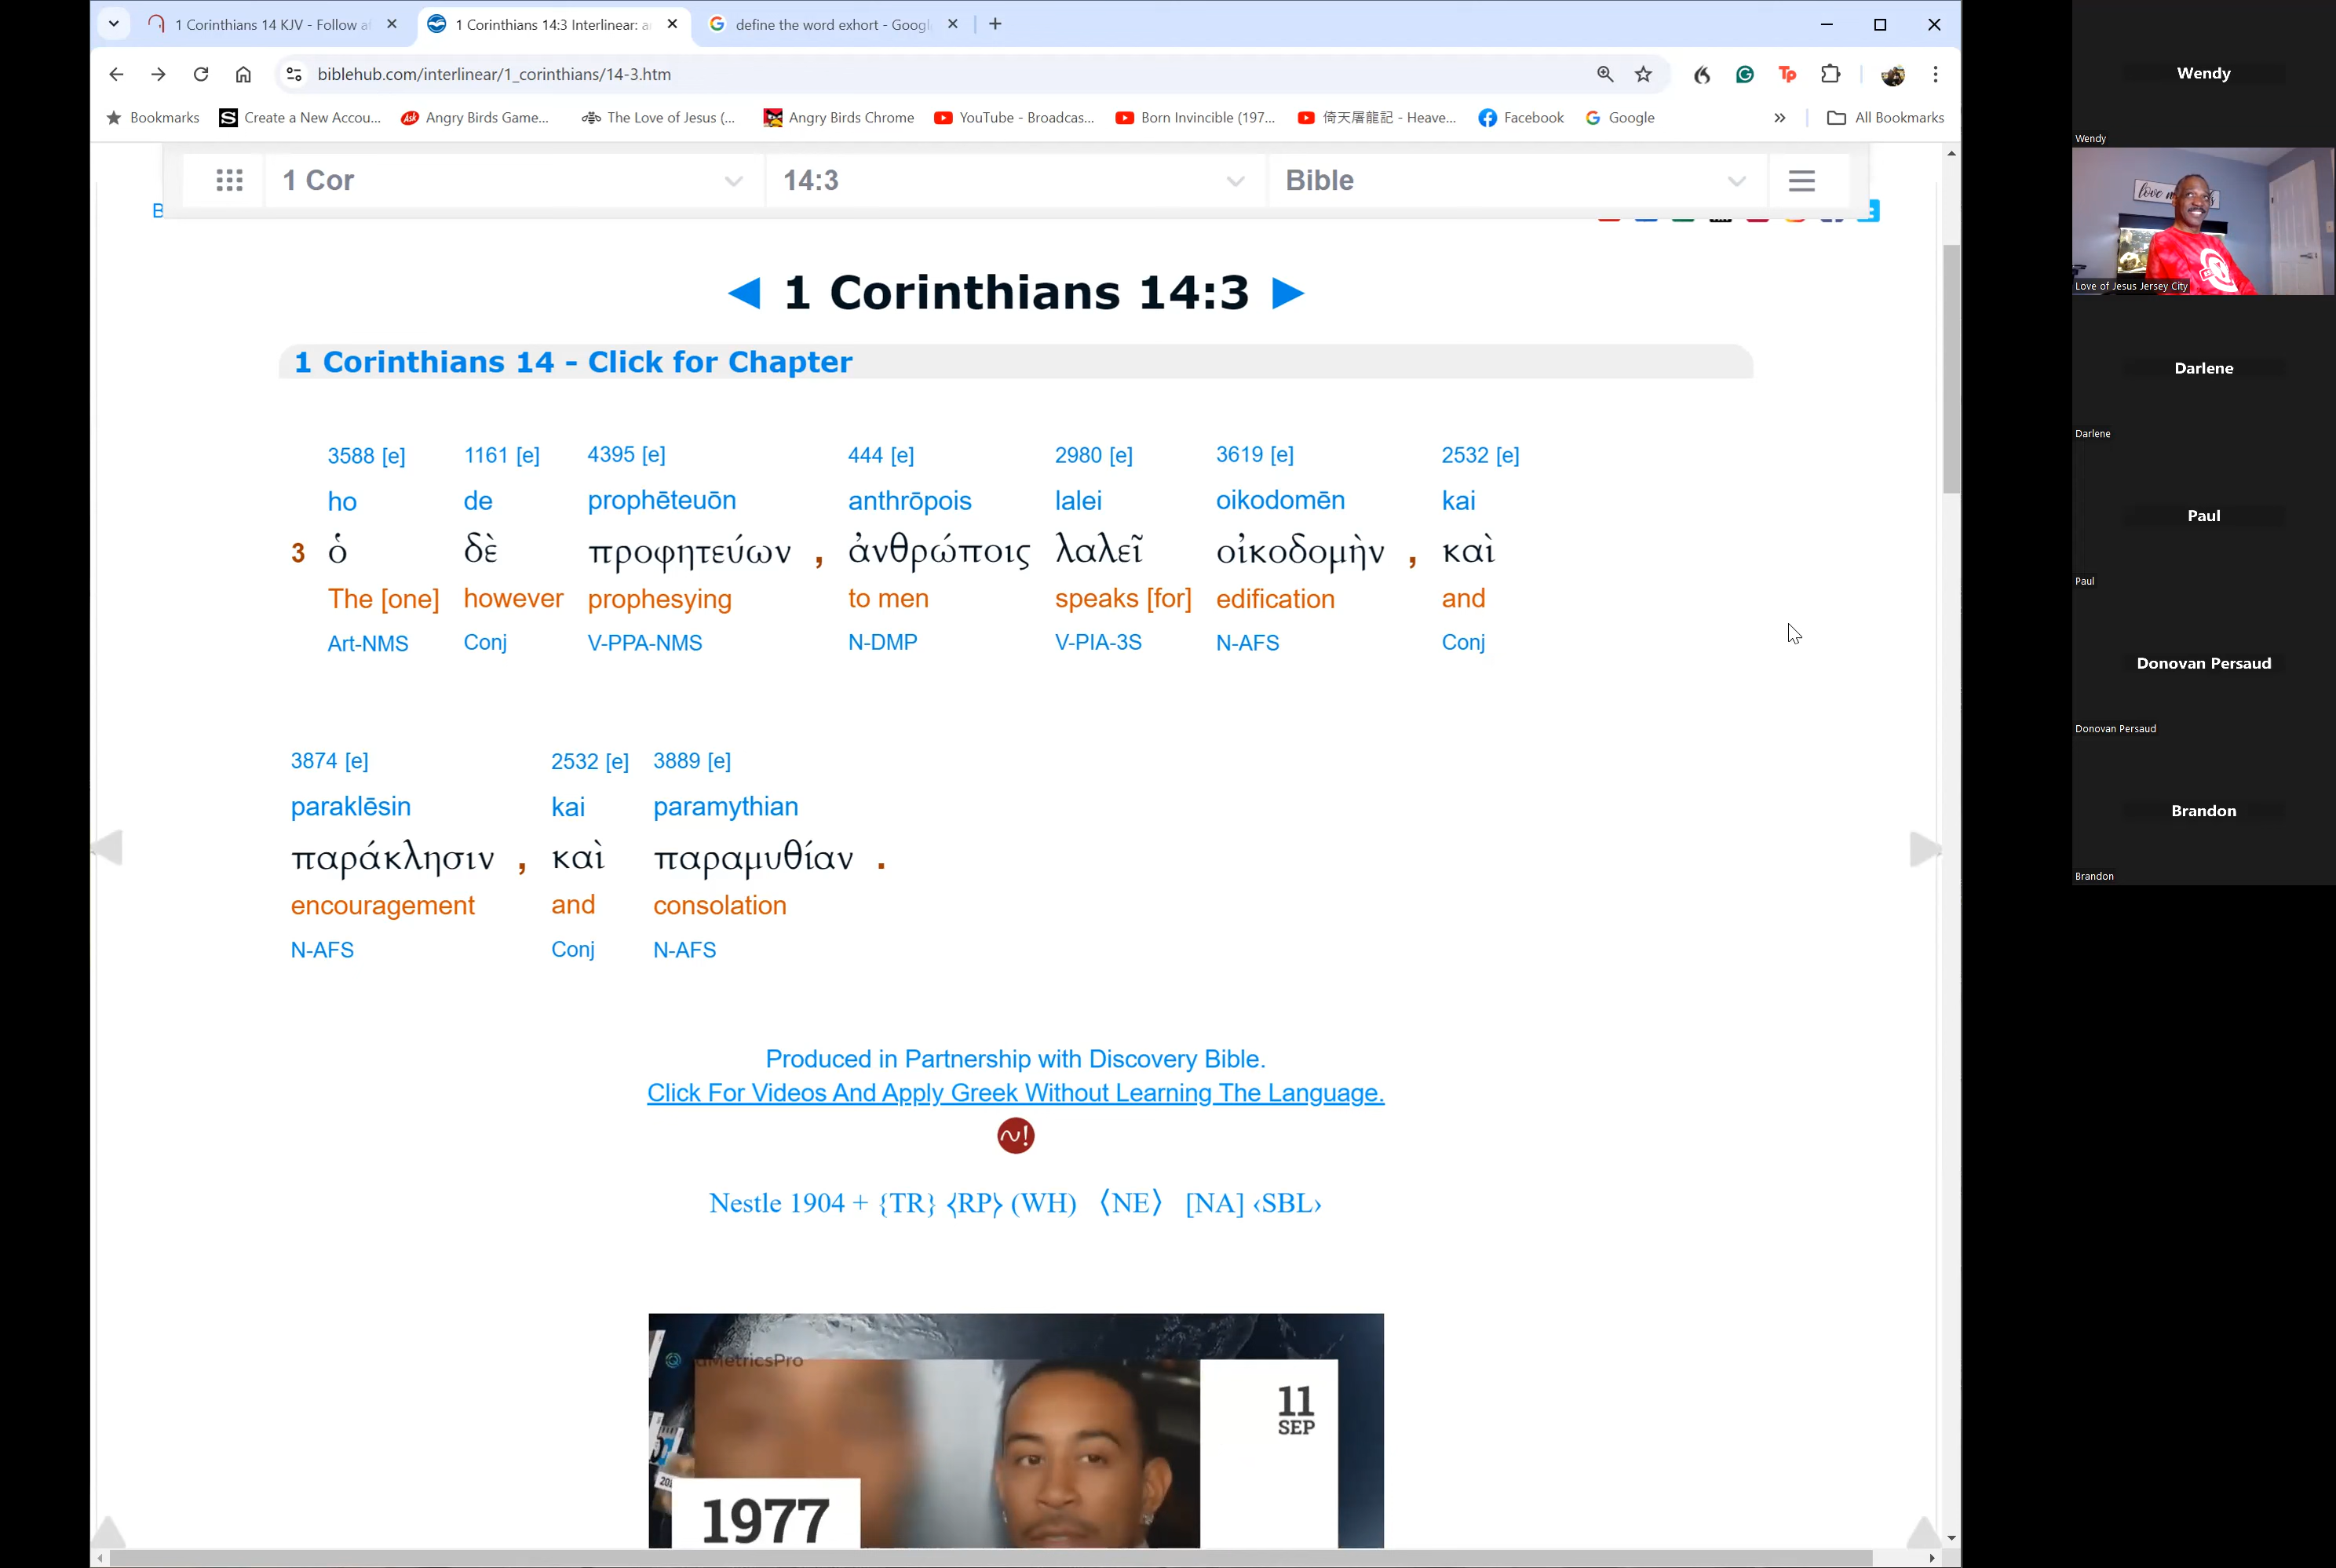 1 Corinthians 14 KJV - Follow af
1 Corinthians 14:3 Interlinear: a
define the word exhort - Googl
biblehub.com/interlinear/1_corinthians/14-3.htm
Bookmarks
Create a New Accou...
Angry Birds Game...
The Love of Jesus (...
Angry Birds Chrome
YouTube - Broadcas...
Born Invincible (197...
倚天屠龍記 - Heave...
Facebook
Google
All Bookmarks
1 Cor
14:3
Bible
◀ 1 Corinthians 14:3 ▶
1 Corinthians 14 - Click for Chapter
3588 [e] 1161 [e] 4395 [e] 444 [e] 2980 [e] 3619 [e] 2532 [e]
ho de prophēteuōn anthrōpois lalei oikodomēn kai
3 ὁ δὲ προφητεύων , ἀνθρώποις λαλεῖ οἰκοδομὴν , καὶ
The [one] however prophesying to men speaks [for] edification and
Art-NMS Conj V-PPA-NMS N-DMP V-PIA-3S N-AFS Conj
3874 [e] 2532 [e] 3889 [e]
paraklēsin kai paramythian
παράκλησιν , καὶ παραμυθίαν .
encouragement and consolation
N-AFS Conj N-AFS
Produced in Partnership with Discovery Bible.
Click For Videos And Apply Greek Without Learning The Language.
Nestle 1904 + {TR} ⧼RP⧽ (WH) 〈NE〉 [NA] ‹SBL›
11
SEP
1977
Wendy
Wendy
Love of Jesus Jersey City
Darlene
Darlene
Paul
Paul
Donovan Persaud
Donovan Persaud
Brandon
Brandon